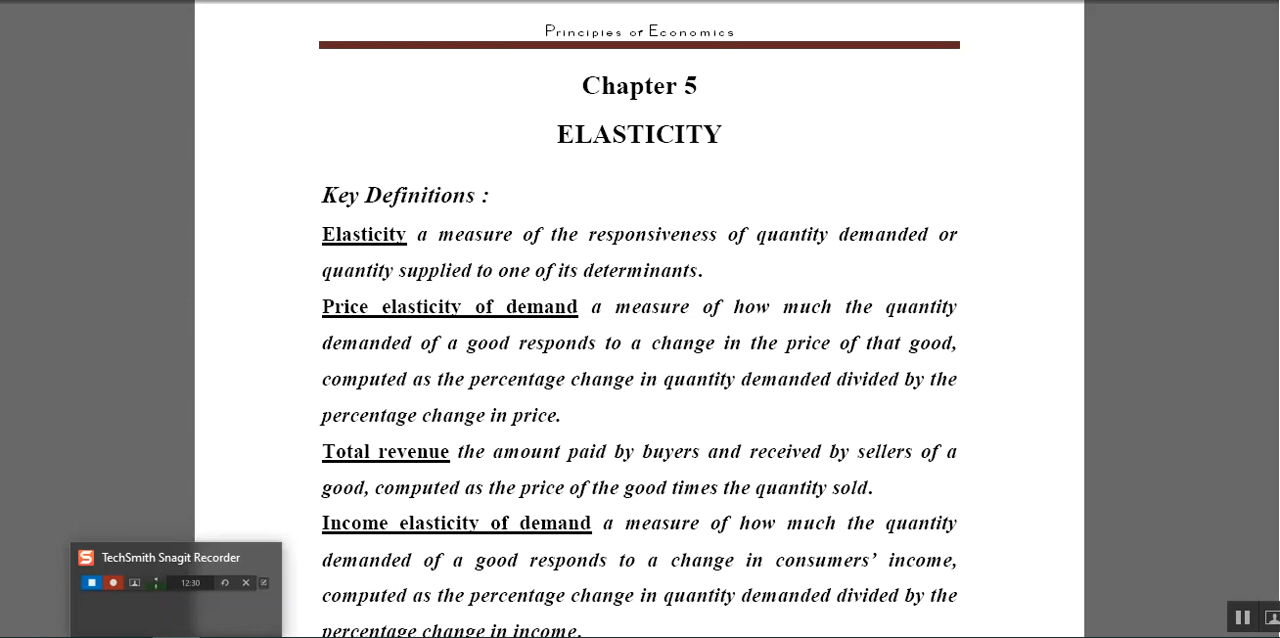 Principles of Economics
Chapter 5
ELASTICITY
Key Definitions :
Elasticity a measure of the responsiveness of quantity demanded or
quantity supplied to one of its determinants.
Price elasticity of demand a measure of how much the quantity
demanded of a good responds to a change in the price of that good,
computed as the percentage change in quantity demanded divided by the
percentage change in price.
Total revenue the amount paid by buyers and received by sellers of a
good, computed as the price of the good times the quantity sold.
Income elasticity of demand a measure of how much the quantity
demanded of a good responds to a change in consumers’ income,
computed as the percentage change in quantity demanded divided by the
percentage change in income.
S TechSmith Snagit Recorder
12:30